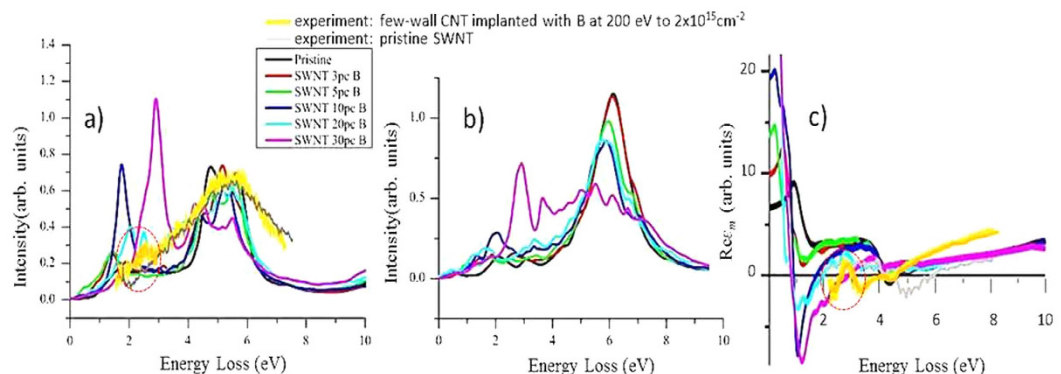 experiment: few-wall CNT implanted with B at 200 eV to 2x10¹⁵cm⁻²
experiment: pristine SWNT
Pristine
SWNT 3pc B
SWNT 5pc B
SWNT 10pc B
SWNT 20pc B
SWNT 30pc B
a)
Intensity(arb. units)
1.4
1.2
1.0
0.8
0.6
0.4
0.2
0.0
0
2
4
6
8
10
Energy Loss (eV)
b)
Intensity(arb. units)
1.0
0.5
0.0
0
2
4
6
8
10
Energy Loss (eV)
c)
Reεₘ (arb. units)
20
10
0
2
4
6
8
10
Energy Loss (eV)